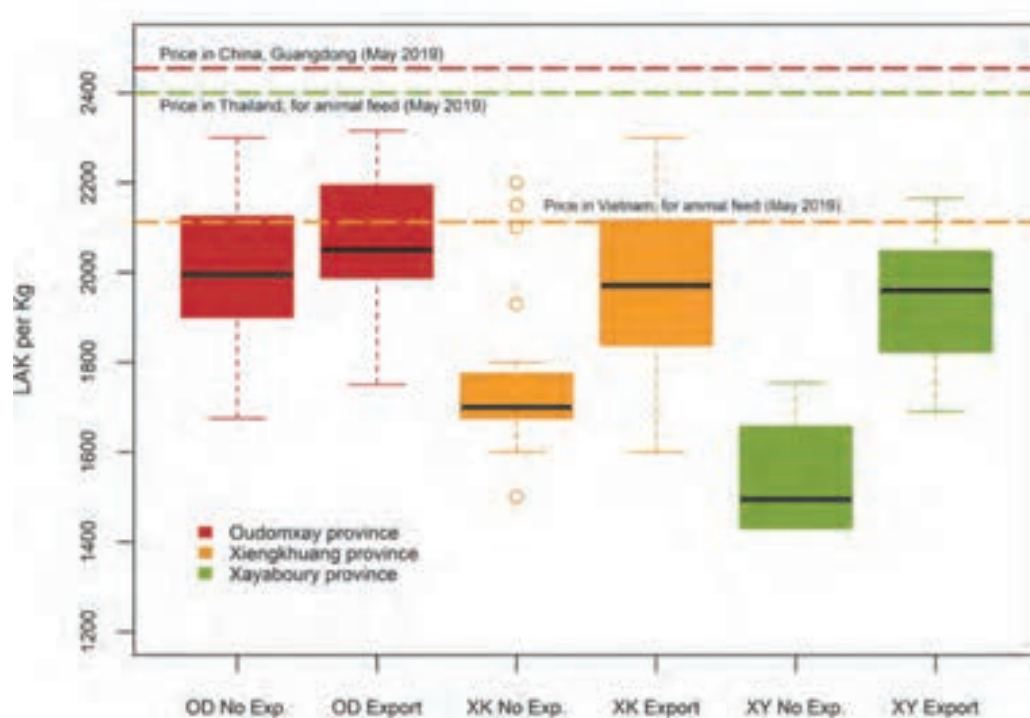 Price in China, Guangdong (May 2019)
2400
Price in Thailand, for animal feed (May 2019)
2200
Price in Vietnam, for animal feed (May 2019)
2000
LAK per Kg
1800
1600
Oudomxay province
Xiengkhuang province
Xayaboury province
1400
1200
OD No Exp.
OD Export
XK No Exp.
XK Export
XY No Exp.
XY Export